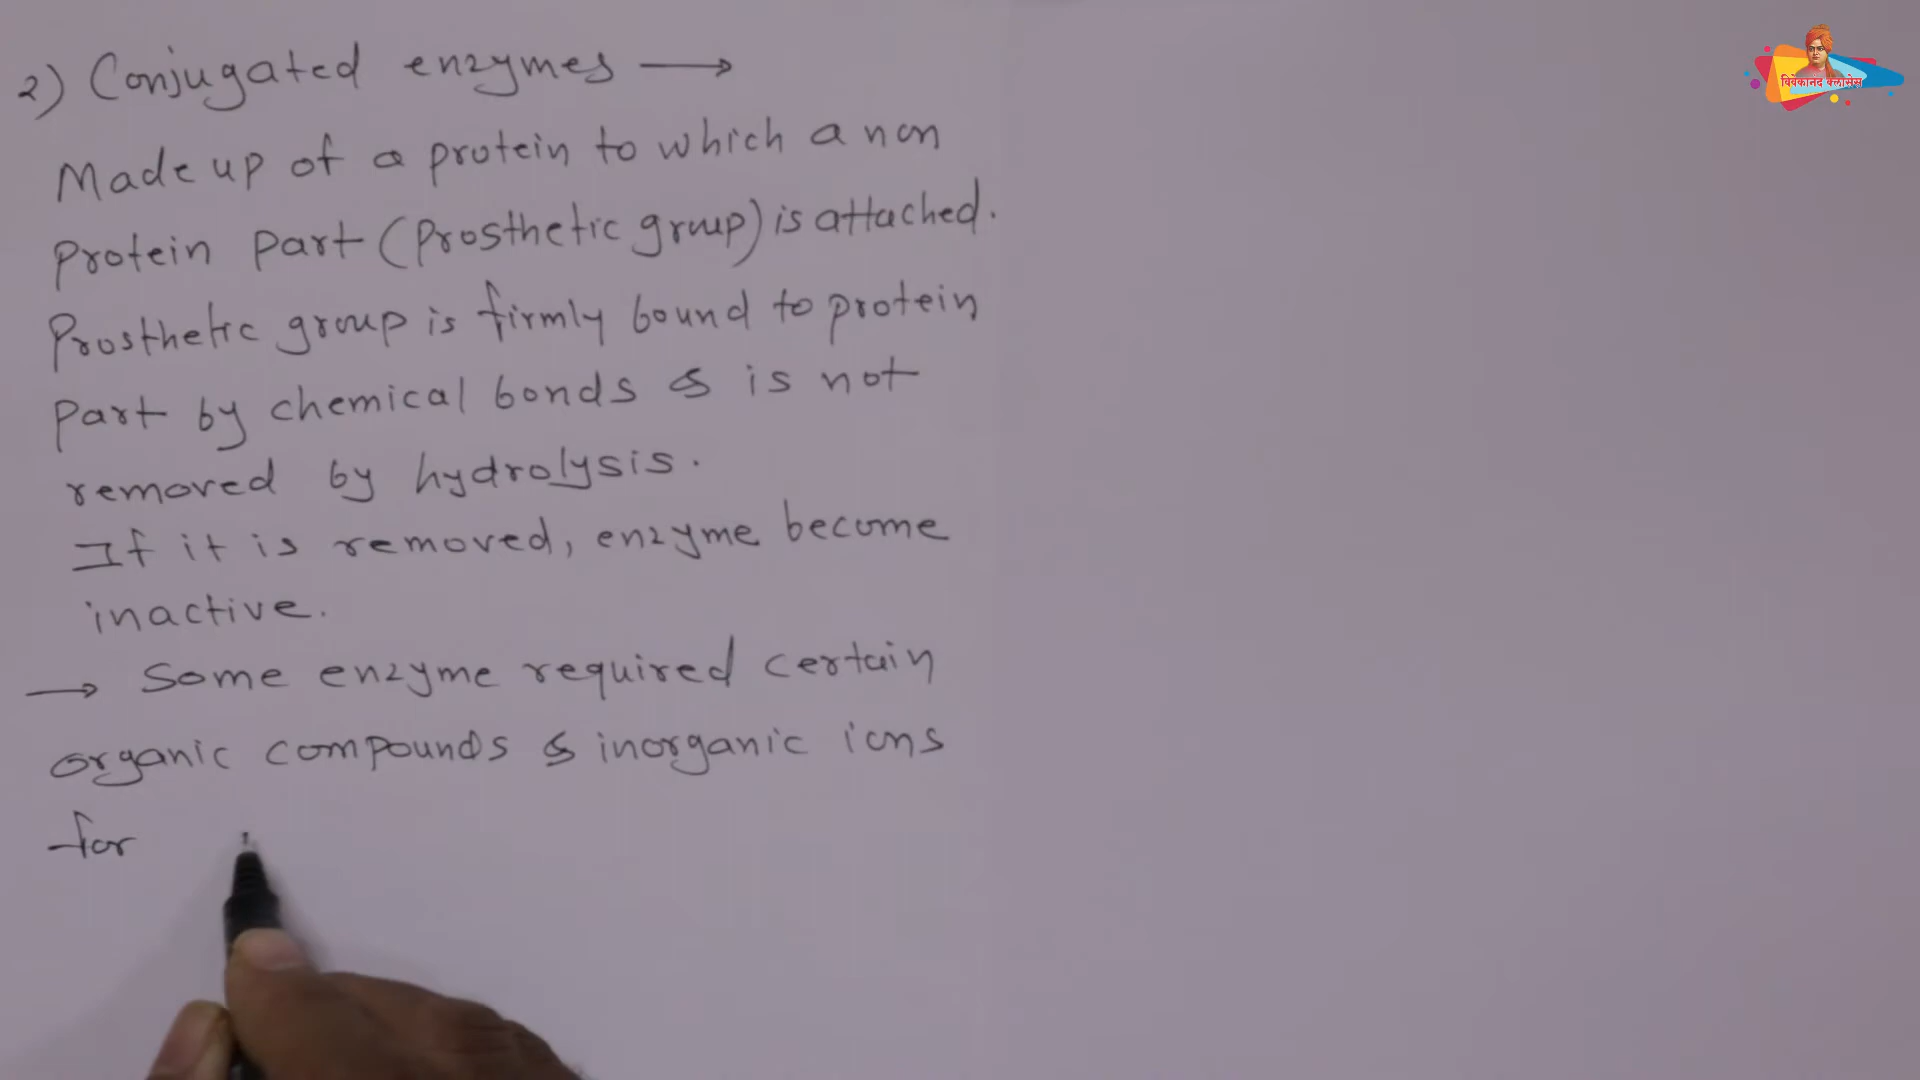 2) Conjugated enzymes →
Made up of a protein to which a non
protein part (Prosthetic group) is attached.
Prosthetic group is firmly bound to protein
part by chemical bonds & is not
removed by hydrolysis.
If it is removed, enzyme become
inactive.
→ Some enzyme required certain
organic compounds & inorganic ions
for
विवेकानंद क्लासेस